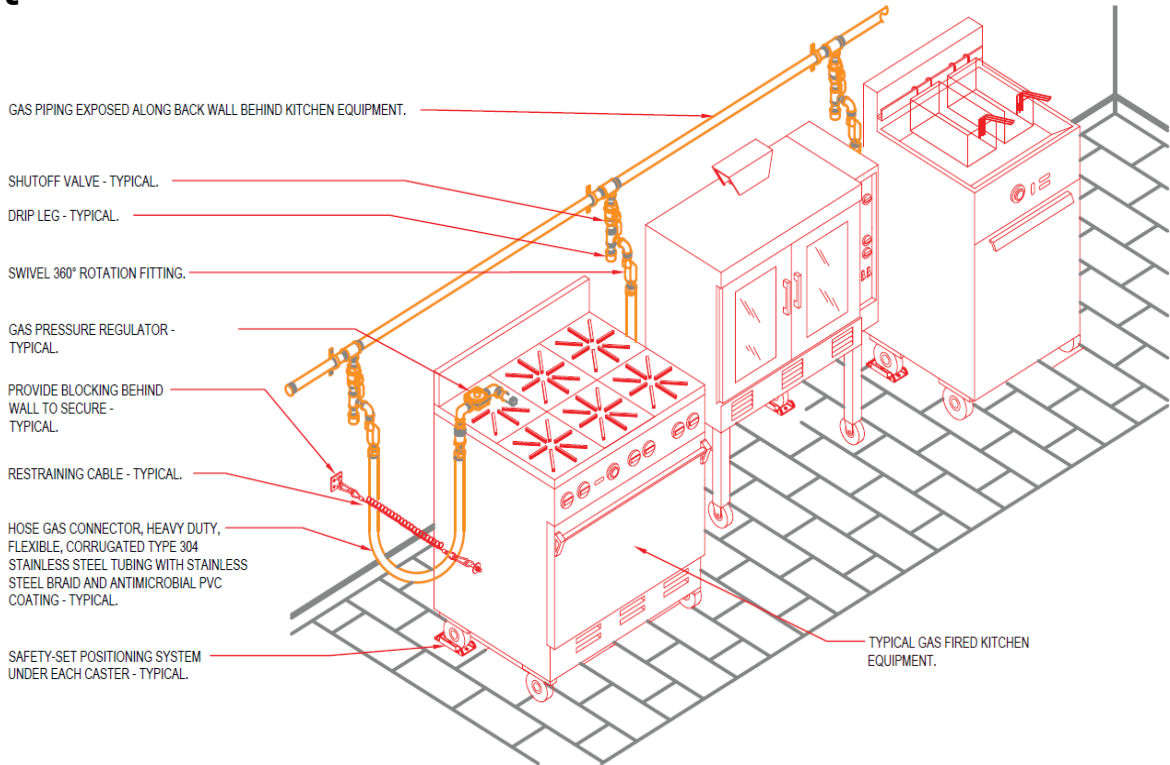 GAS PIPING EXPOSED ALONG BACK WALL BEHIND KITCHEN EQUIPMENT.
SHUTOFF VALVE - TYPICAL.
DRIP LEG - TYPICAL.
SWIVEL 360° ROTATION FITTING.
GAS PRESSURE REGULATOR -
TYPICAL.
PROVIDE BLOCKING BEHIND
WALL TO SECURE -
TYPICAL.
RESTRAINING CABLE - TYPICAL.
HOSE GAS CONNECTOR, HEAVY DUTY,
FLEXIBLE, CORRUGATED TYPE 304
STAINLESS STEEL TUBING WITH STAINLESS
STEEL BRAID AND ANTIMICROBIAL PVC
COATING - TYPICAL.
SAFETY-SET POSITIONING SYSTEM
UNDER EACH CASTER - TYPICAL.
TYPICAL GAS FIRED KITCHEN
EQUIPMENT.